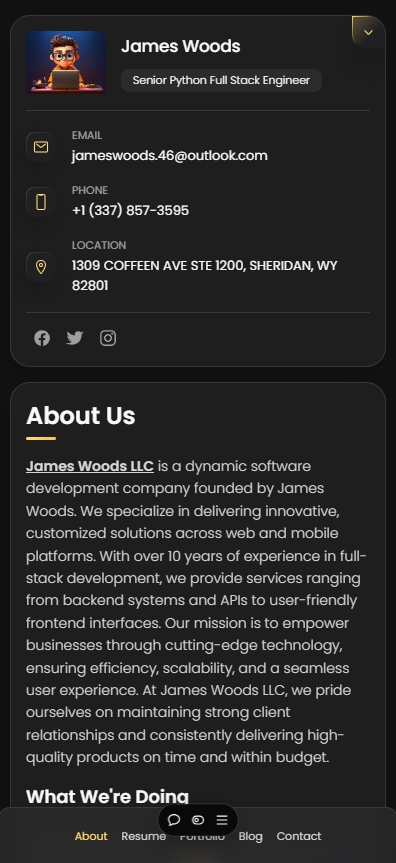 James Woods
Senior Python Full Stack Engineer
EMAIL
jameswoods.46@outlook.com
PHONE
+1 (337) 857-3595
LOCATION
1309 COFFEEN AVE STE 1200, SHERIDAN, WY
82801
About Us
James Woods LLC is a dynamic software
development company founded by James
Woods. We specialize in delivering innovative,
customized solutions across web and mobile
platforms. With over 10 years of experience in full-
stack development, we provide services ranging
from backend systems and APIs to user-friendly
frontend interfaces. Our mission is to empower
businesses through cutting-edge technology,
ensuring efficiency, scalability, and a seamless
user experience. At James Woods LLC, we pride
ourselves on maintaining strong client
relationships and consistently delivering high-
quality products on time and within budget.
What We're Doing
About Resume Portfolio Blog Contact